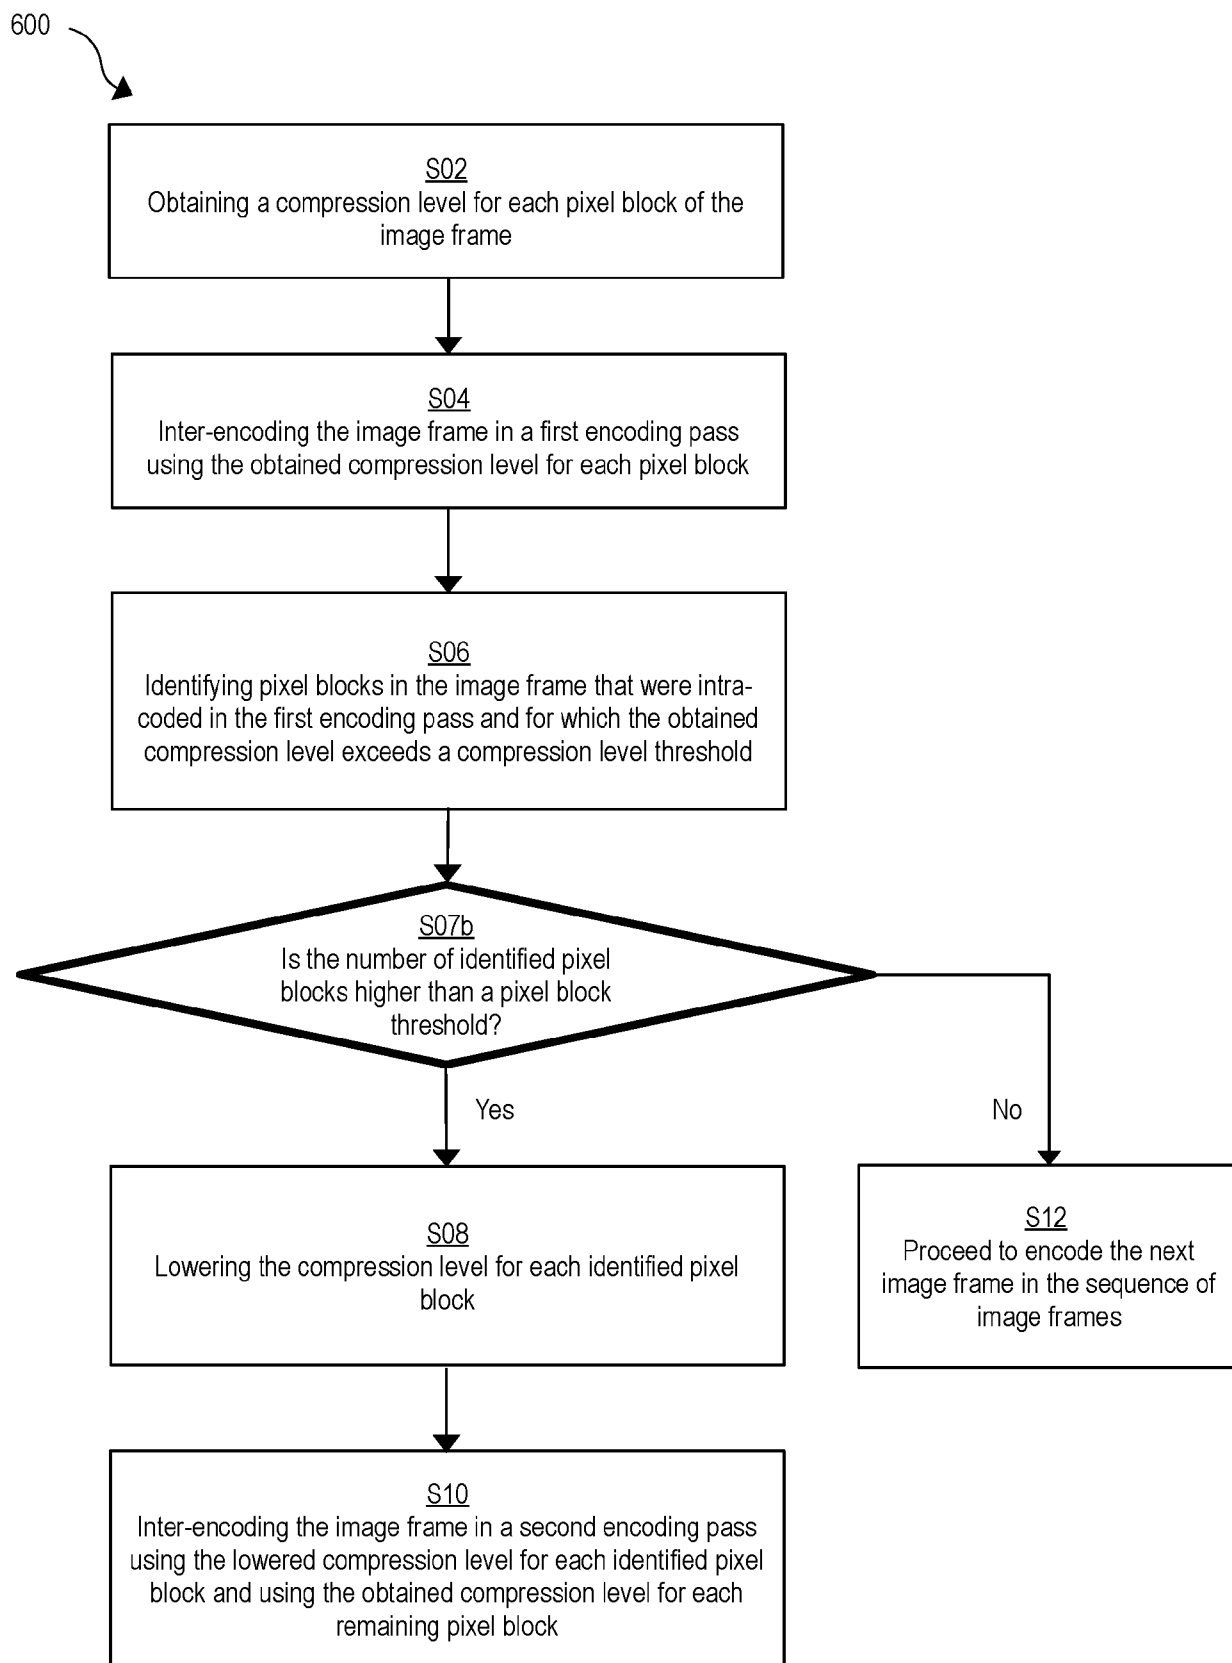 600
S02
Obtaining a compression level for each pixel block of the
image frame
S04
Inter-encoding the image frame in a first encoding pass
using the obtained compression level for each pixel block
S06
Identifying pixel blocks in the image frame that were intra-
coded in the first encoding pass and for which the obtained
compression level exceeds a compression level threshold
S07b
Is the number of identified pixel
blocks higher than a pixel block
threshold?
Yes
No
S08
Lowering the compression level for each identified pixel
block
S12
Proceed to encode the next
image frame in the sequence of
image frames
S10
Inter-encoding the image frame in a second encoding pass
using the lowered compression level for each identified pixel
block and using the obtained compression level for each
remaining pixel block